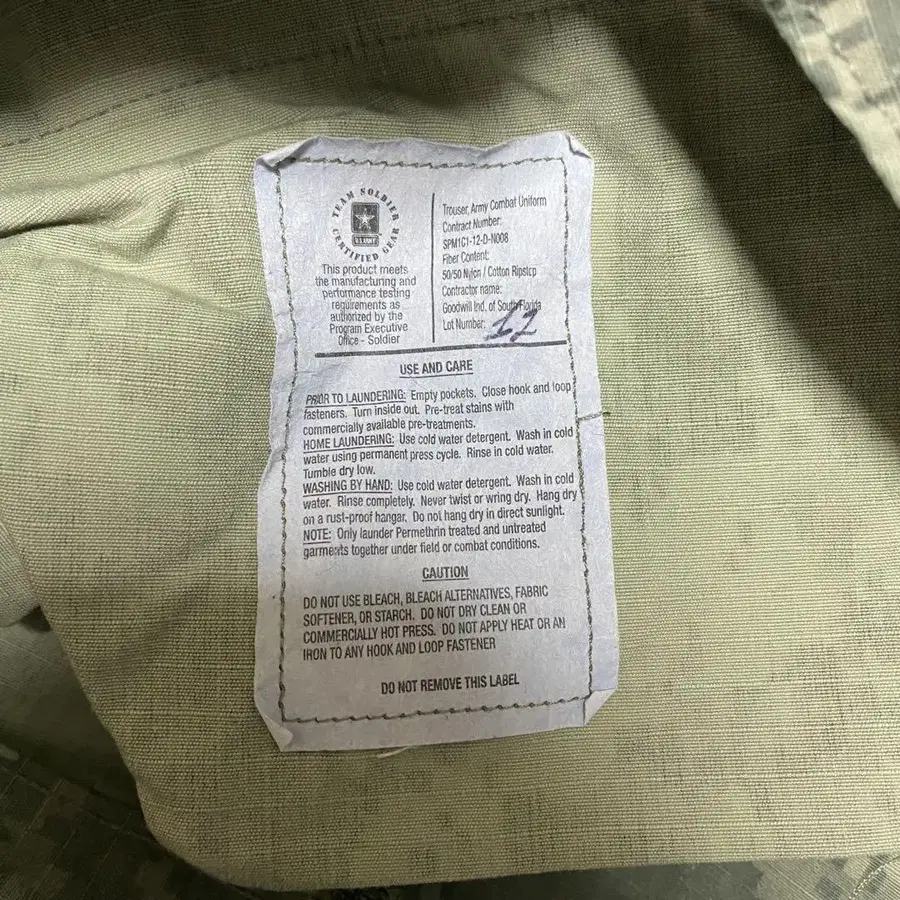 TEAM SOLDIER
CERTIFIED GEAR
U.S. ARMY
This product meets
the manufacturing and
performance testing
requirements as
authorized by the
Program Executive
Office - Soldier
Trouser, Army Combat Uniform
Contract Number:
SPM1C1-12-D-N008
Fiber Content:
50/50 Nylon / Cotton Ripstop
Contractor name:
Goodwill Ind. of South Florida
Lot Number: 12
USE AND CARE
PRIOR TO LAUNDERING: Empty pockets. Close hook and loop
fasteners. Turn inside out. Pre-treat stains with
commercially available pre-treatments.
HOME LAUNDERING: Use cold water detergent. Wash in cold
water using permanent press cycle. Rinse in cold water.
Tumble dry low.
WASHING BY HAND: Use cold water detergent. Wash in cold
water. Rinse completely. Never twist or wring dry. Hang dry
on a rust-proof hangar. Do not hang dry in direct sunlight.
NOTE: Only launder Permethrin treated and untreated
garments together under field or combat conditions.
CAUTION
DO NOT USE BLEACH, BLEACH ALTERNATIVES, FABRIC
SOFTENER, OR STARCH. DO NOT DRY CLEAN OR
COMMERCIALLY HOT PRESS. DO NOT APPLY HEAT OR AN
IRON TO ANY HOOK AND LOOP FASTENER
DO NOT REMOVE THIS LABEL